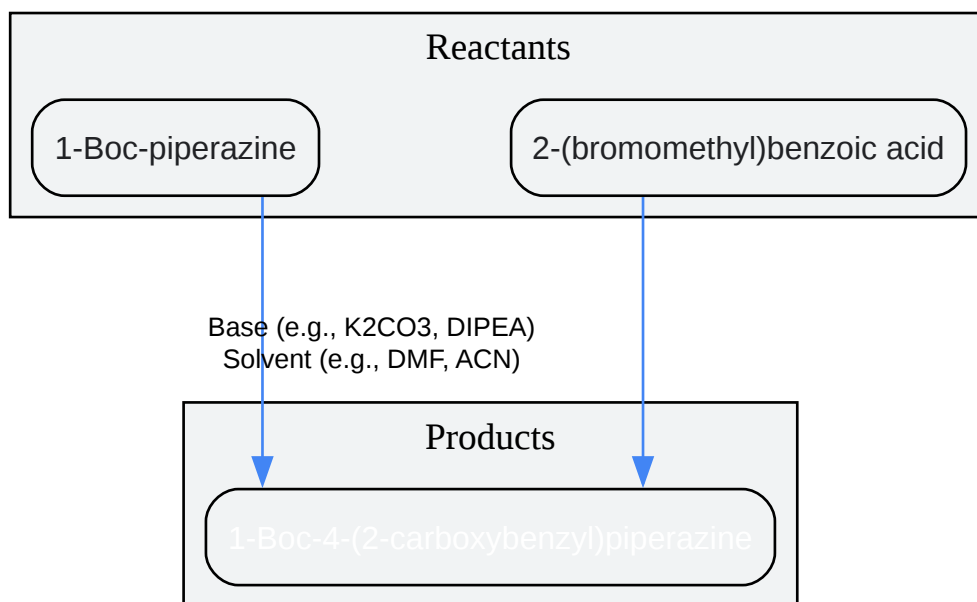 Reactants
1-Boc-piperazine
2-(bromomethyl)benzoic acid
Base (e.g., K2CO3, DIPEA)
Solvent (e.g., DMF, ACN)
Products
1-Boc-4-(2-carboxybenzyl)piperazine